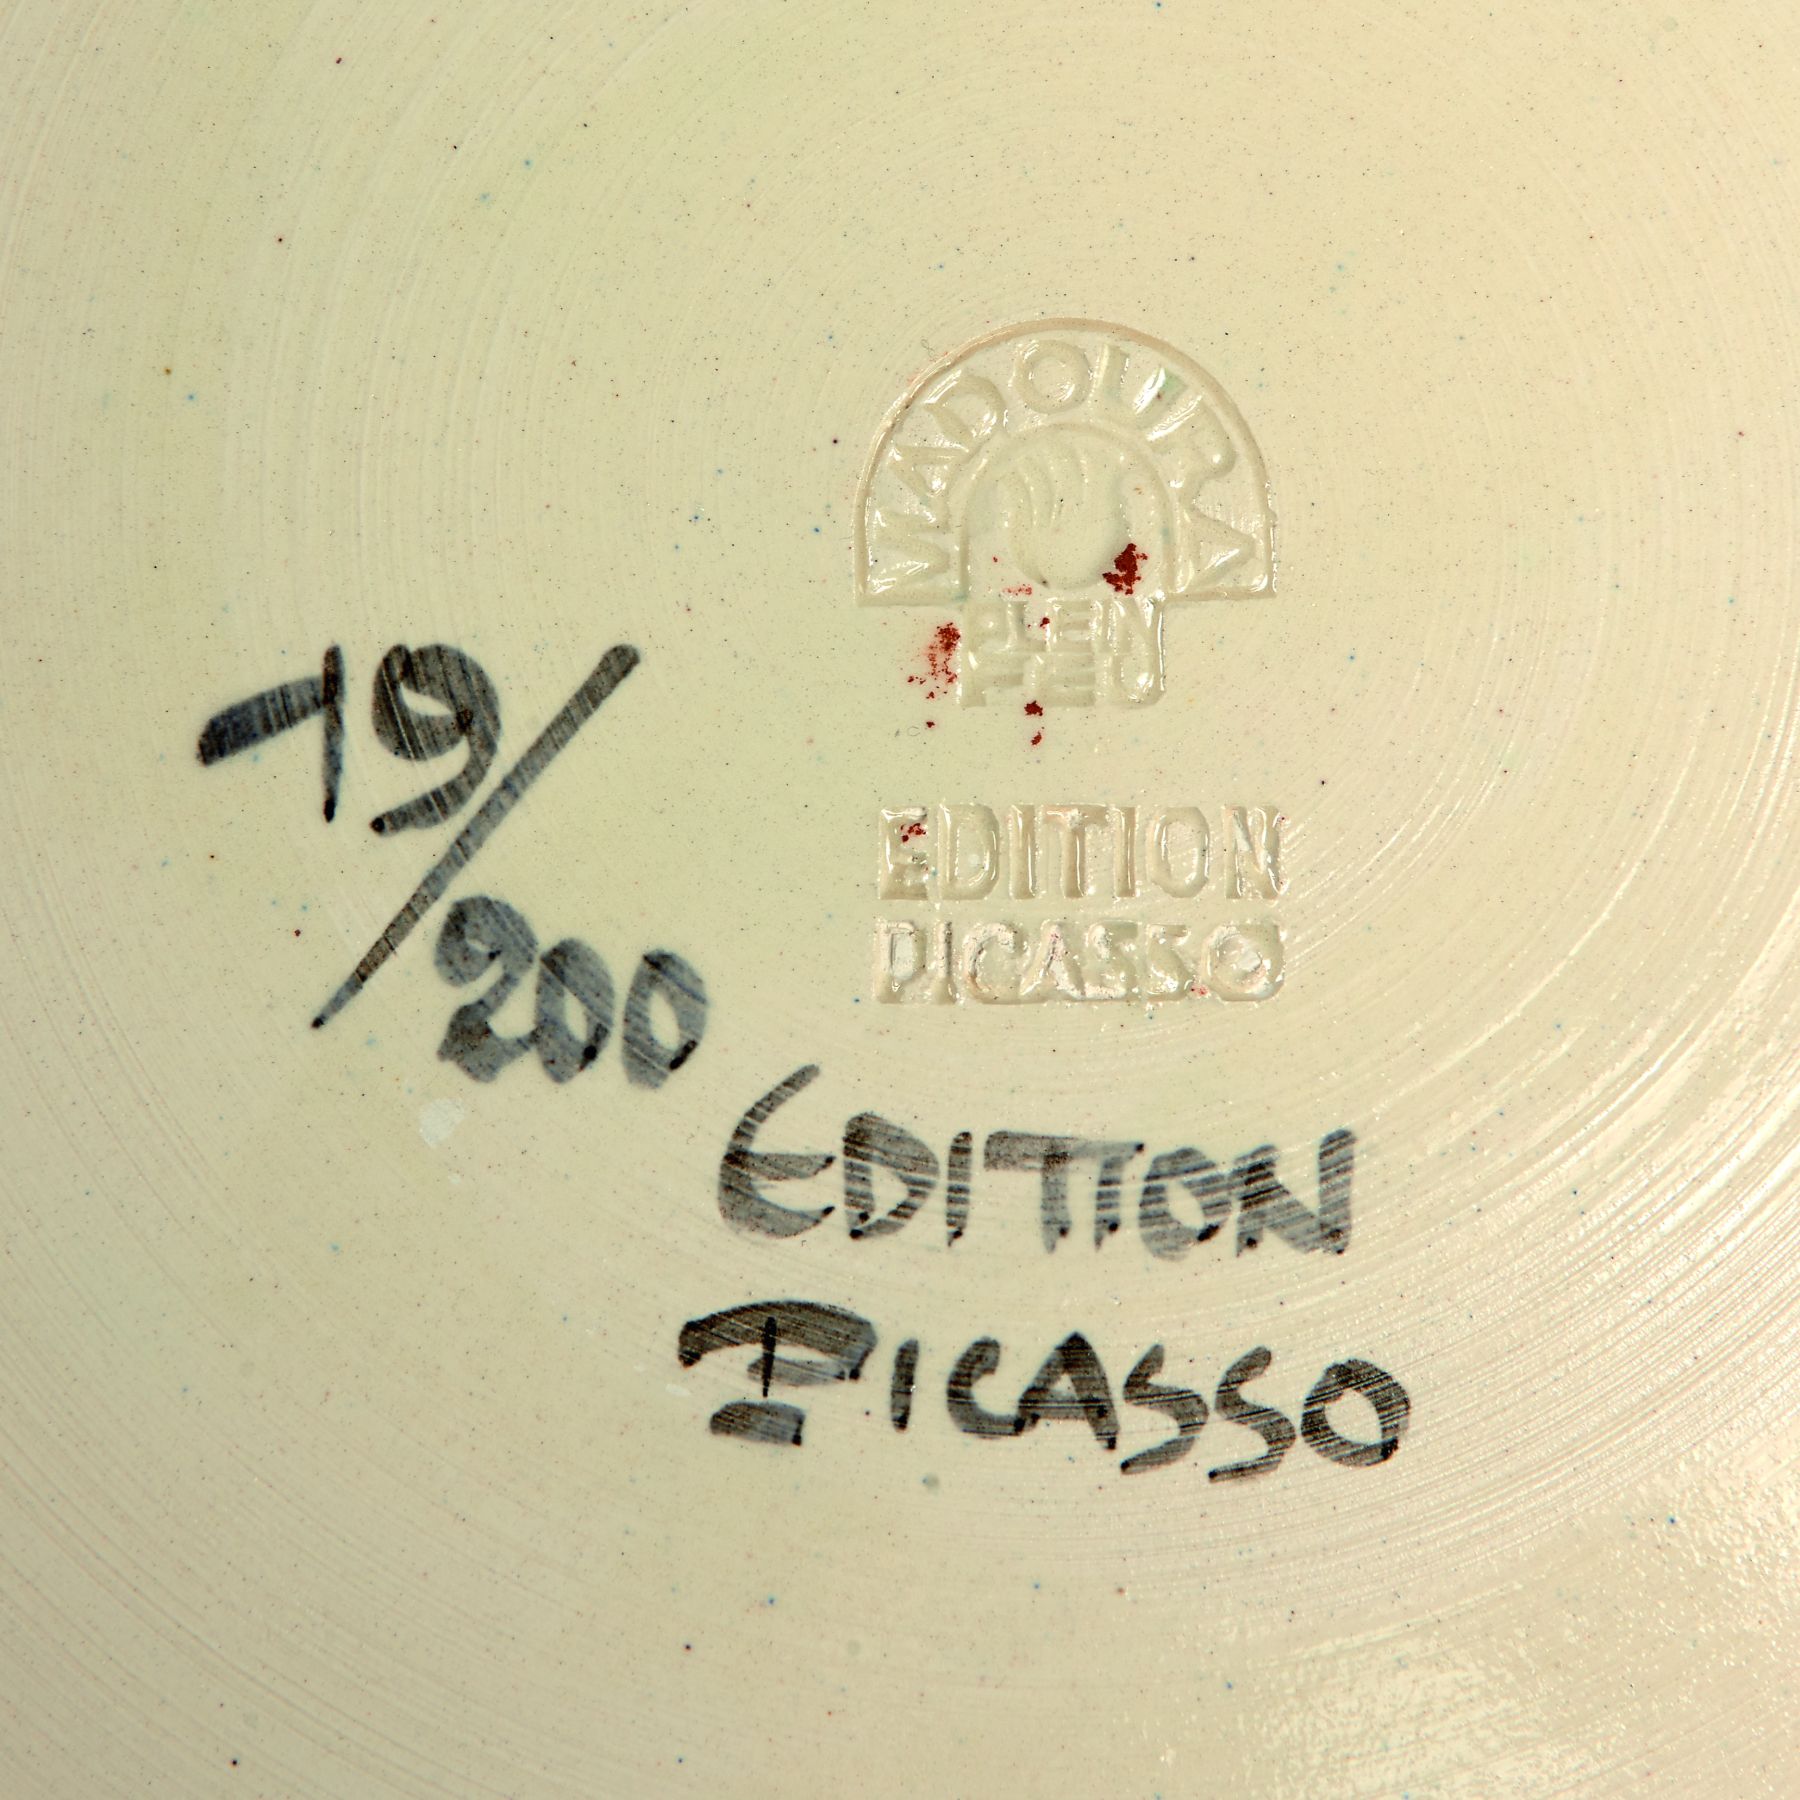 MADOURA
PLEIN
FEU
EDITION
PICASSO
19/200
EDITION
PICASSO